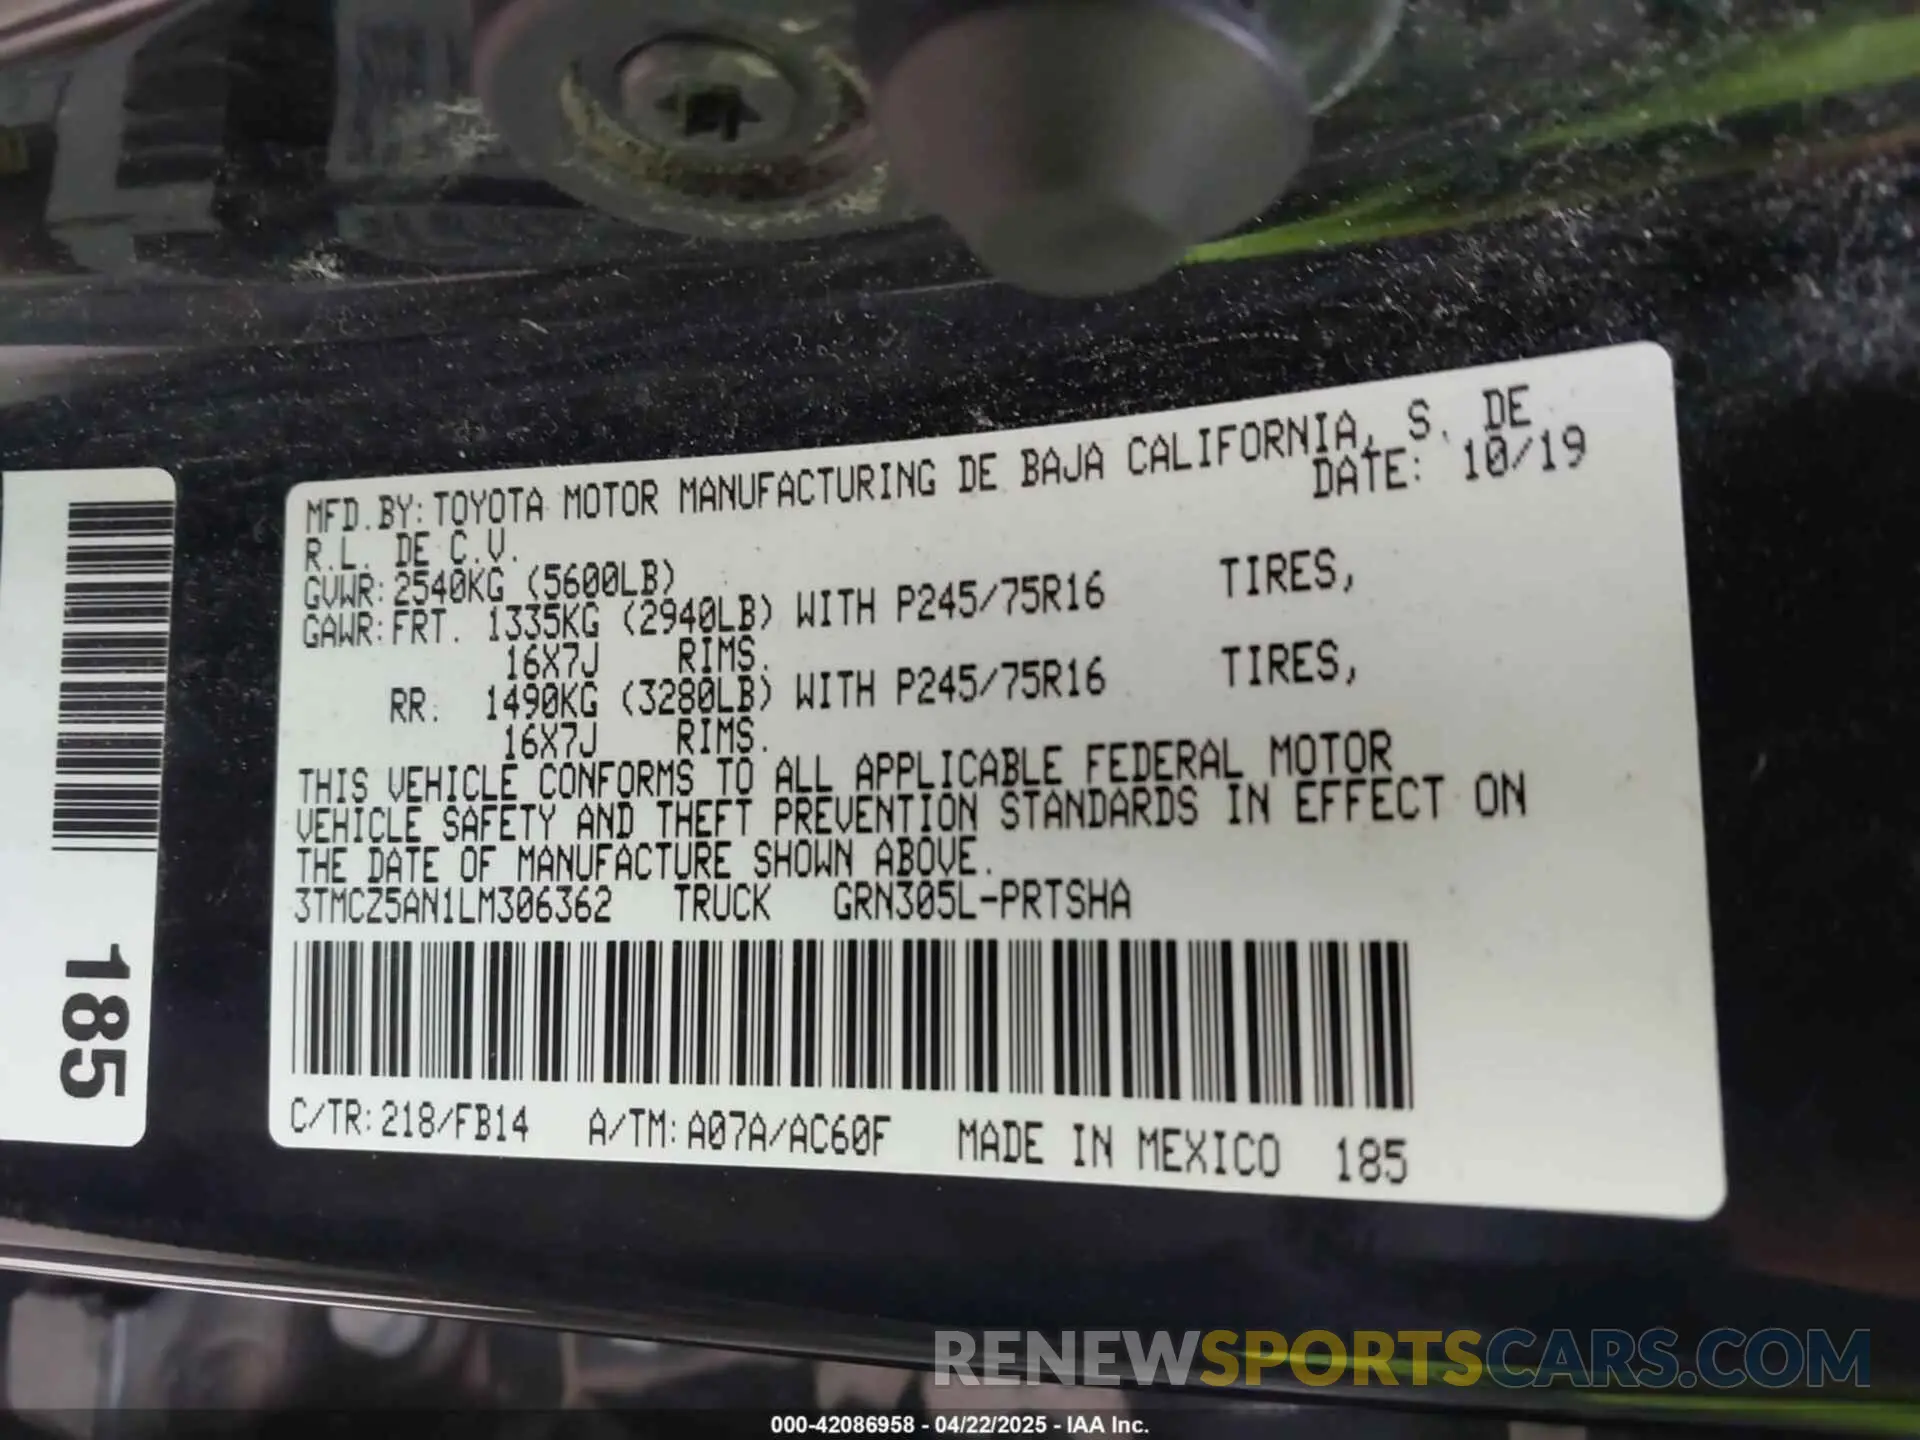 MFD.BY:TOYOTA MOTOR MANUFACTURING DE BAJA CALIFORNIA, S. DE
R.L. DE C.V. DATE: 10/19
GVWR:2540KG (5600LB)
GAWR:FRT. 1335KG (2940LB) WITH P245/75R16 TIRES,
16X7J RIMS.
RR. 1490KG (3280LB) WITH P245/75R16 TIRES,
16X7J RIMS.
THIS VEHICLE CONFORMS TO ALL APPLICABLE FEDERAL MOTOR
VEHICLE SAFETY AND THEFT PREVENTION STANDARDS IN EFFECT ON
THE DATE OF MANUFACTURE SHOWN ABOVE.
3TMCZ5AN1LM306362 TRUCK GRN305L-PRTSHA
C/TR:218/FB14 A/TM:A07A/AC60F MADE IN MEXICO 185
185
RENEWSPORTSCARS.COM
000-42086958 - 04/22/2025 - IAA Inc.